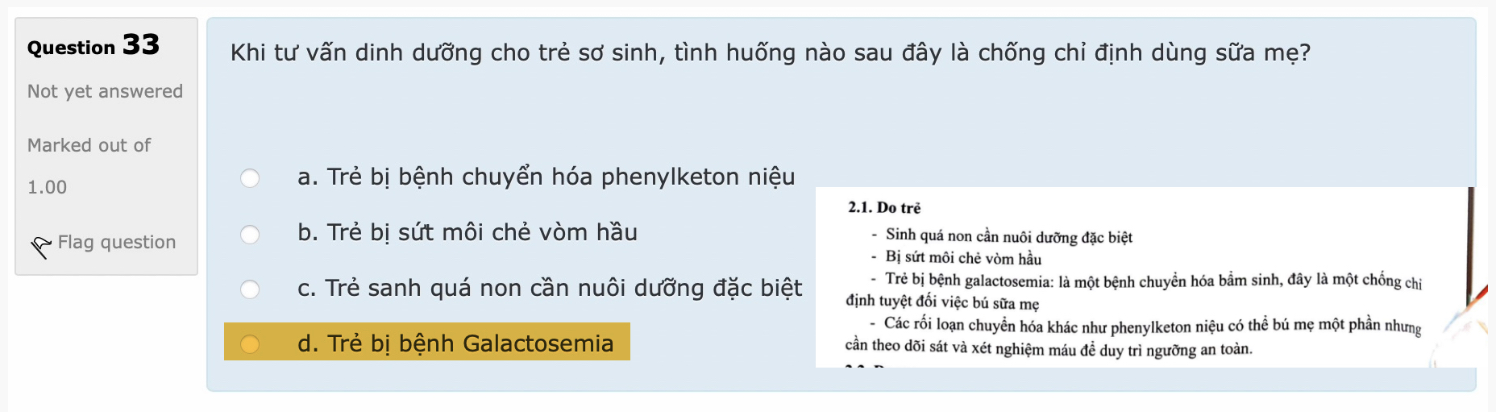 Question 33
Not yet answered
Marked out of
1.00
Flag question
Khi tư vấn dinh dưỡng cho trẻ sơ sinh, tình huống nào sau đây là chống chỉ định dùng sữa mẹ?
a. Trẻ bị bệnh chuyển hóa phenylketon niệu
b. Trẻ bị sứt môi chẻ vòm hầu
c. Trẻ sanh quá non cần nuôi dưỡng đặc biệt
d. Trẻ bị bệnh Galactosemia
2.1. Do trẻ
- Sinh quá non cần nuôi dưỡng đặc biệt
- Bị sứt môi chẻ vòm hầu
- Trẻ bị bệnh galactosemia: là một bệnh chuyển hóa bẩm sinh, đây là một chống chỉ
định tuyệt đối việc bú sữa mẹ
- Các rối loạn chuyển hóa khác như phenylketon niệu có thể bú mẹ một phần nhưng
cần theo dõi sát và xét nghiệm máu để duy trì ngưỡng an toàn.